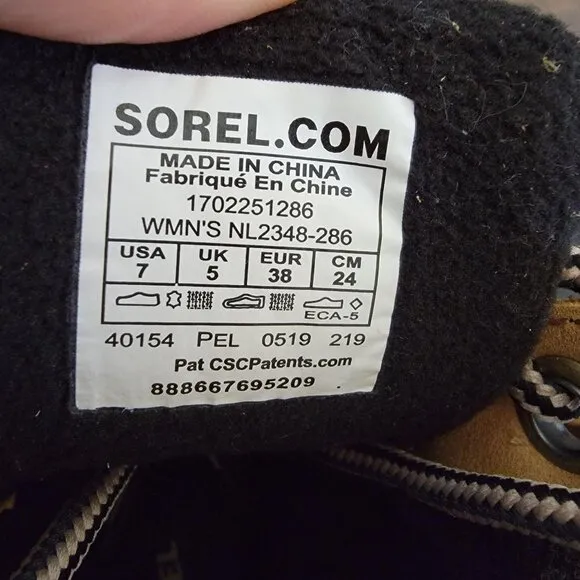 SOREL.COM
MADE IN CHINA
Fabriqué En Chine
1702251286
WMN'S NL2348-286
USA UK EUR CM
7 5 38 24
ECA-5
40154 PEL 0519 219
Pat CSCPatents.com
888667695209